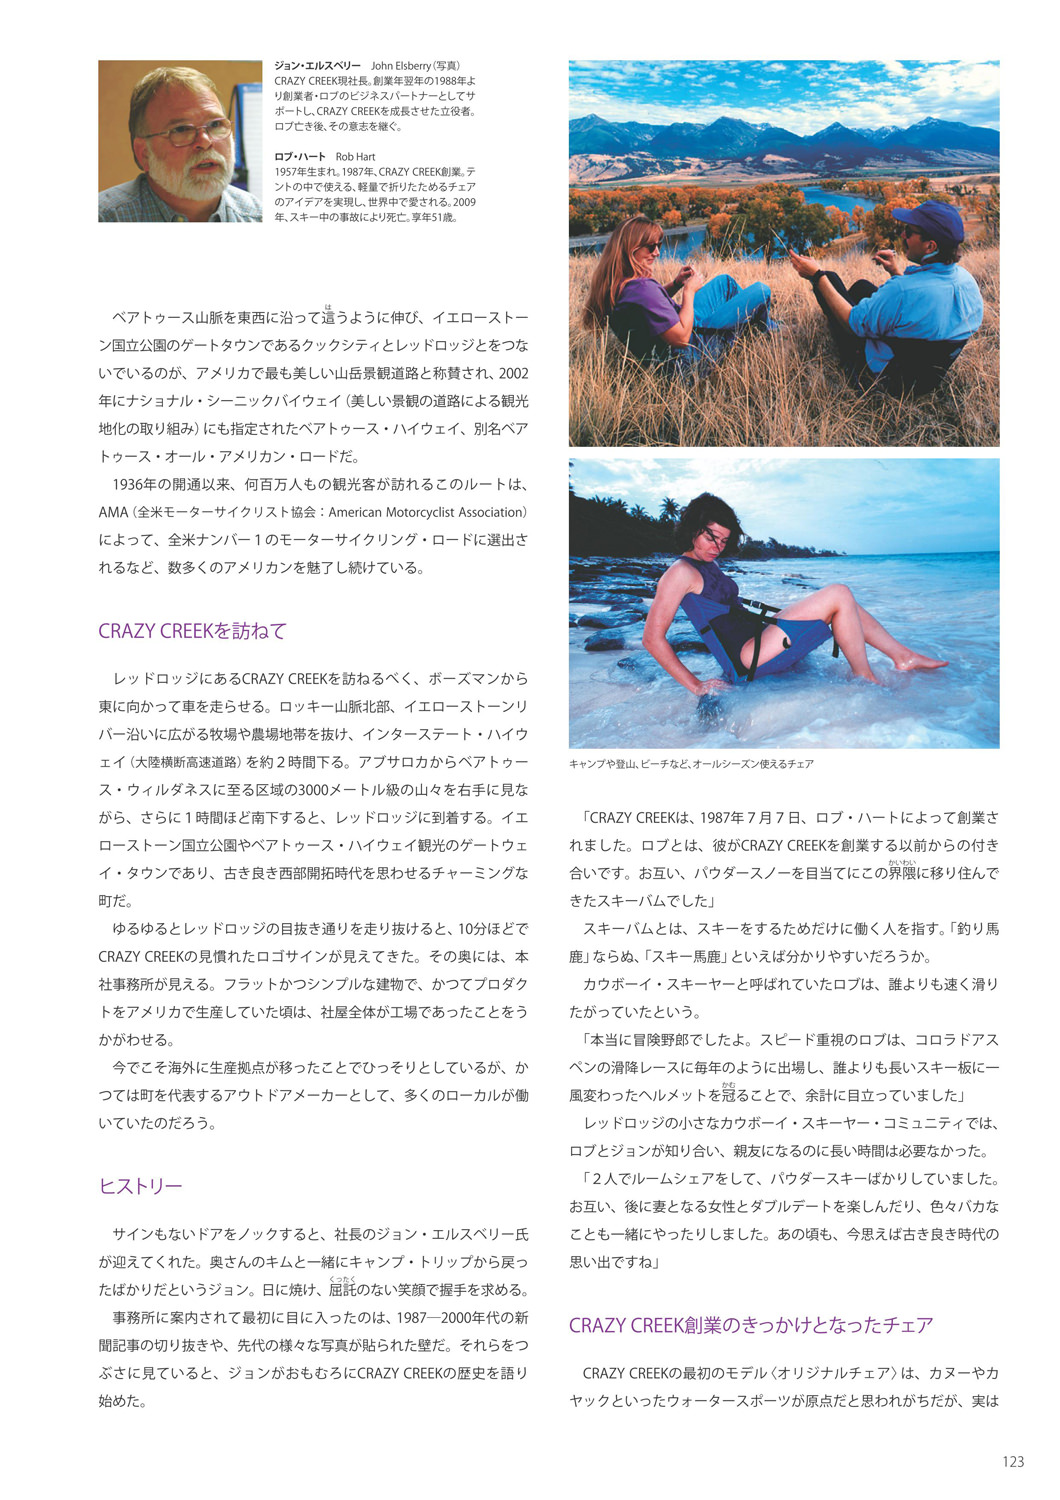 ジョン・エルスベリー　John Elsberry（写真）
CRAZY CREEK現社長。創業年翌年の1988年よ
り創業者・ロブのビジネスパートナーとしてサ
ポートし、CRAZY CREEKを成長させた立役者。
ロブ亡き後、その意志を継ぐ。
ロブ・ハート　Rob Hart
1957年生まれ。1987年、CRAZY CREEK創業。テ
ントの中で使える、軽量で折りたためるチェア
のアイデアを実現し、世界中で愛される。2009
年、スキー中の事故により死亡。享年51歳。
ベアトゥース山脈を東西に沿って這うように伸び、イエローストー
ン国立公園のゲートタウンであるクックシティとレッドロッジとをつな
いでいるのが、アメリカで最も美しい山岳景観道路と称賛され、2002
年にナショナル・シーニックバイウェイ（美しい景観の道路による観光
地化の取り組み）にも指定されたベアトゥース・ハイウェイ、別名ベア
トゥース・オール・アメリカン・ロードだ。
1936年の開通以来、何百万人もの観光客が訪れるこのルートは、
AMA（全米モーターサイクリスト協会：American Motorcyclist Association）
によって、全米ナンバー１のモーターサイクリング・ロードに選出さ
れるなど、数多くのアメリカンを魅了し続けている。
CRAZY CREEKを訪ねて
レッドロッジにあるCRAZY CREEKを訪ねるべく、ボーズマンから
東に向かって車を走らせる。ロッキー山脈北部、イエローストーンリ
バー沿いに広がる牧場や農場地帯を抜け、インターステート・ハイウ
ェイ（大陸横断高速道路）を約２時間下る。アブサロカからベアトゥー
ス・ウィルダネスに至る区域の3000メートル級の山々を右手に見な
がら、さらに１時間ほど南下すると、レッドロッジに到着する。イエ
ローストーン国立公園やベアトゥース・ハイウェイ観光のゲートウェ
イ・タウンであり、古き良き西部開拓時代を思わせるチャーミングな
町だ。
ゆるゆるとレッドロッジの目抜き通りを走り抜けると、10分ほどで
CRAZY CREEKの見慣れたロゴサインが見えてきた。その奥には、本
社事務所が見える。フラットかつシンプルな建物で、かつてプロダク
トをアメリカで生産していた頃は、社屋全体が工場であったことをう
かがわせる。
今でこそ海外に生産拠点が移ったことでひっそりとしているが、か
つては町を代表するアウトドアメーカーとして、多くのローカルが働
いていたのだろう。
ヒストリー
サインもないドアをノックすると、社長のジョン・エルスベリー氏
が迎えてくれた。奥さんのキムと一緒にキャンプ・トリップから戻っ
たばかりだというジョン。日に焼け、屈託のない笑顔で握手を求める。
事務所に案内されて最初に目に入ったのは、1987―2000年代の新
聞記事の切り抜きや、先代の様々な写真が貼られた壁だ。それらをつ
ぶさに見ていると、ジョンがおもむろにCRAZY CREEKの歴史を語り
始めた。
キャンプや登山、ビーチなど、オールシーズン使えるチェア
「CRAZY CREEKは、1987年７月７日、ロブ・ハートによって創業さ
れました。ロブとは、彼がCRAZY CREEKを創業する以前からの付き
合いです。お互い、パウダースノーを目当てにこの界隈に移り住んで
きたスキーバムでした」
スキーバムとは、スキーをするためだけに働く人を指す。「釣り馬
鹿」ならぬ、「スキー馬鹿」といえば分かりやすいだろうか。
カウボーイ・スキーヤーと呼ばれていたロブは、誰よりも速く滑り
たがっていたという。
「本当に冒険野郎でしたよ。スピード重視のロブは、コロラドアス
ペンの滑降レースに毎年のように出場し、誰よりも長いスキー板に一
風変わったヘルメットを冠ることで、余計に目立っていました」
レッドロッジの小さなカウボーイ・スキーヤー・コミュニティでは、
ロブとジョンが知り合い、親友になるのに長い時間は必要なかった。
「２人でルームシェアをして、パウダースキーばかりしていました。
お互い、後に妻となる女性とダブルデートを楽しんだり、色々バカな
ことも一緒にやったりしました。あの頃も、今思えば古き良き時代の
思い出ですね」
CRAZY CREEK創業のきっかけとなったチェア
CRAZY CREEKの最初のモデル〈オリジナルチェア〉は、カヌーやカ
ヤックといったウォータースポーツが原点だと思われがちだが、実は
123